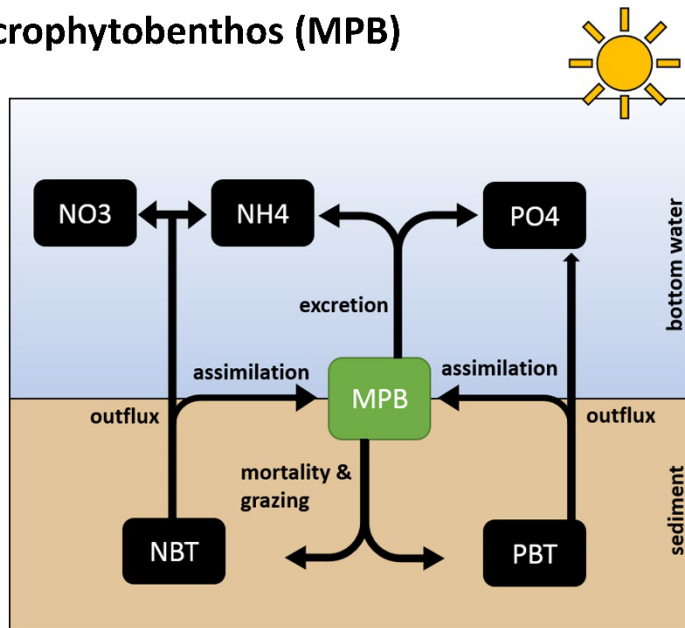 crophytobenthos (MPB)
NO3
NH4
PO4
bottom water
excretion
assimilation
assimilation
MPB
outflux
outflux
mortality &
grazing
sediment
NBT
PBT